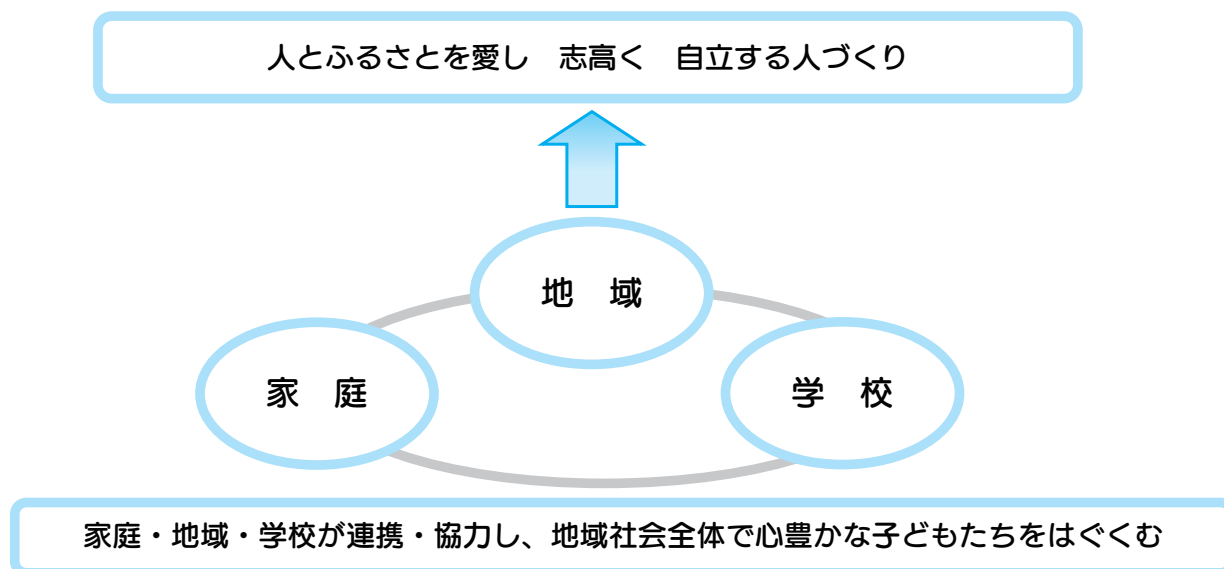 人とふるさとを愛し　志高く　自立する人づくり
地　域
家　庭
学　校
家庭・地域・学校が連携・協力し、地域社会全体で心豊かな子どもたちをはぐくむ